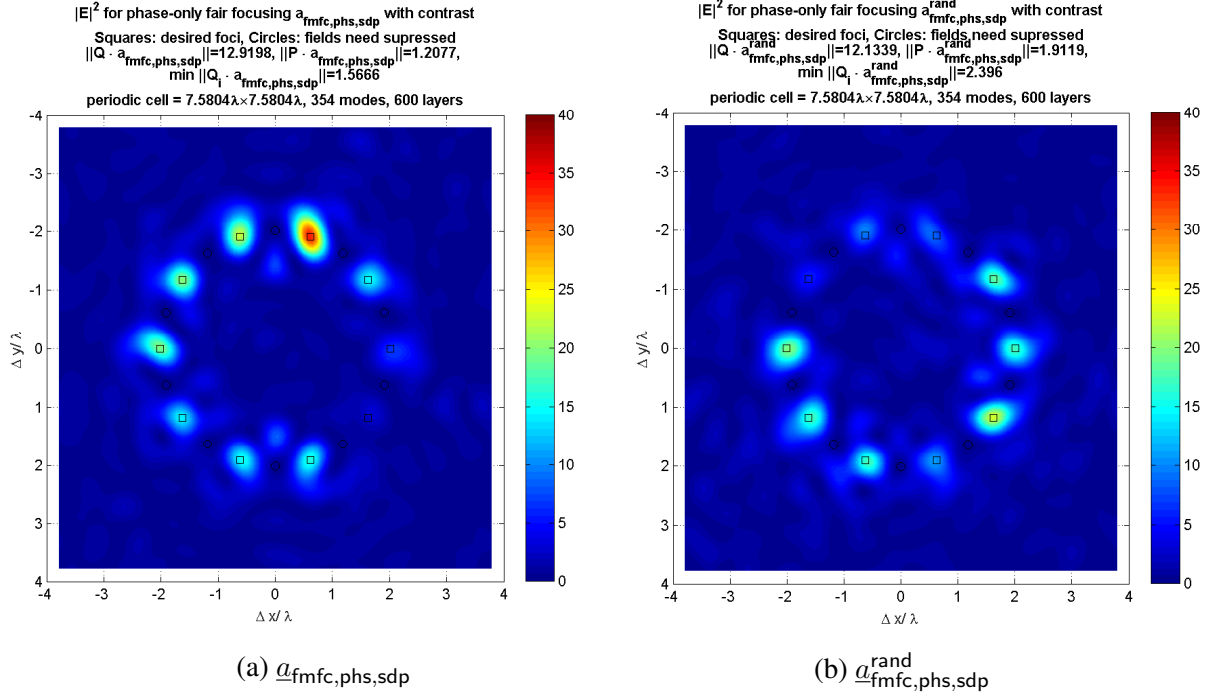 |E|² for phase-only fair focusing a_fmfc,phs,sdp with contrast
Squares: desired foci, Circles: fields need supressed
||Q · a_fmfc,phs,sdp||=12.9198, ||P · a_fmfc,phs,sdp||=1.2077,
min ||Q_i · a_fmfc,phs,sdp||=1.5666
periodic cell = 7.5804λ×7.5804λ, 354 modes, 600 layers
-4
-3
-2
-1
0
1
2
3
4
Δ y/ λ
-4 -3 -2 -1 0 1 2 3 4
Δ x/ λ
40
35
30
25
20
15
10
5
0
(a) a_fmfc,phs,sdp
|E|² for phase-only fair focusing a^rand_fmfc,phs,sdp with contrast
Squares: desired foci, Circles: fields need supressed
||Q · a^rand_fmfc,phs,sdp||=12.1339, ||P · a^rand_fmfc,phs,sdp||=1.9119,
min ||Q_i · a^rand_fmfc,phs,sdp||=2.396
periodic cell = 7.5804λ×7.5804λ, 354 modes, 600 layers
-4
-3
-2
-1
0
1
2
3
4
Δ y/ λ
-4 -3 -2 -1 0 1 2 3 4
Δ x/ λ
40
35
30
25
20
15
10
5
0
(b) a^rand_fmfc,phs,sdp